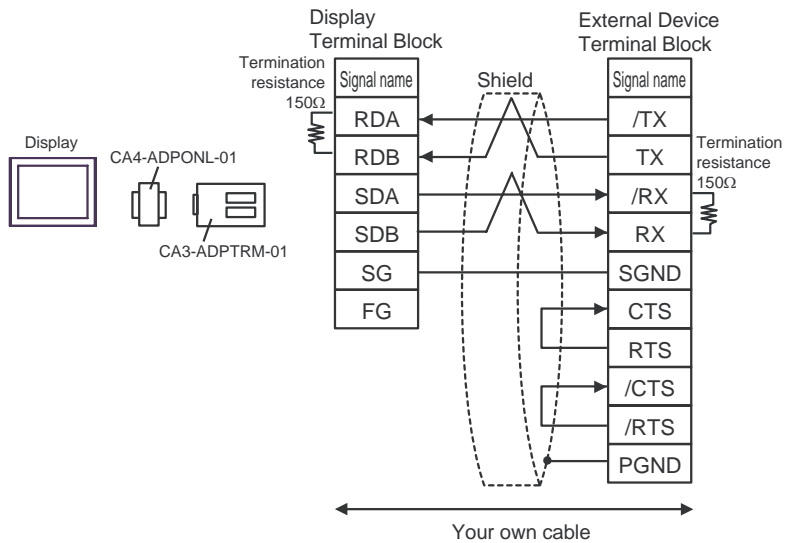 Display
Terminal Block
External Device
Terminal Block
Termination
resistance
150Ω
Signal name
Shield
Signal name
RDA
/TX
RDB
TX
Termination
resistance
150Ω
Display
CA4-ADPONL-01
SDA
/RX
SDB
RX
CA3-ADPTRM-01
SG
SGND
FG
CTS
RTS
/CTS
/RTS
PGND
Your own cable